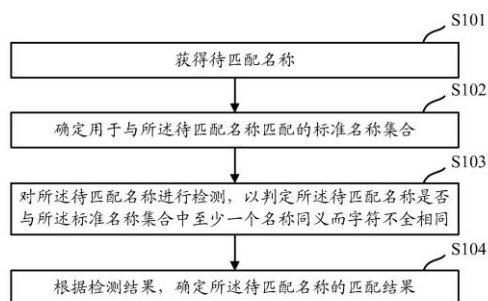 S101
获得待匹配名称
S102
确定用于与所述待匹配名称匹配的标准名称集合
S103
对所述待匹配名称进行检测，以判定所述待匹配名称是否
与所述标准名称集合中至少一个名称同义而字符不全相同
S104
根据检测结果，确定所述待匹配名称的匹配结果